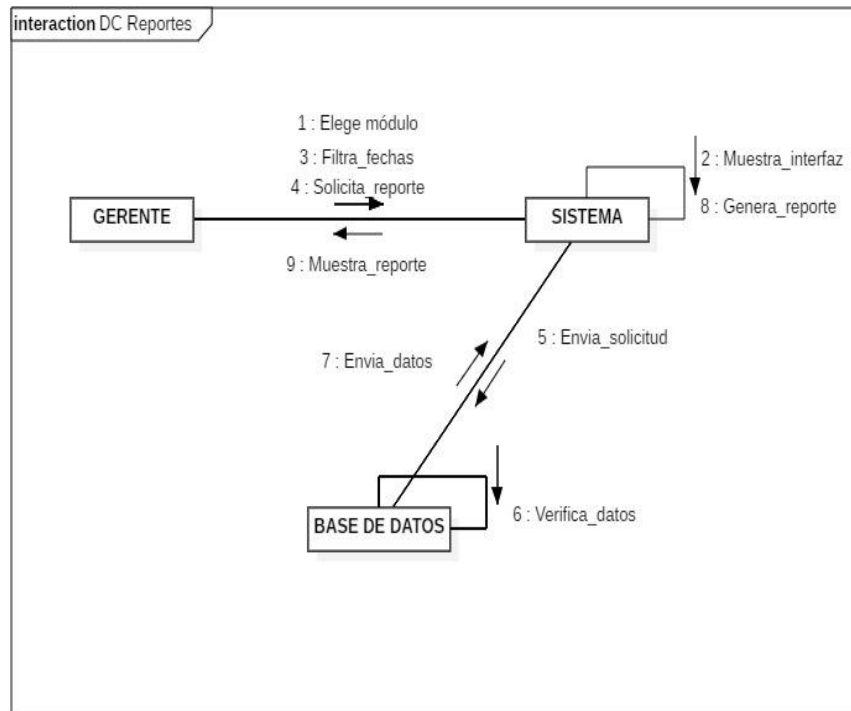 interaction DC Reportes
1 : Elege módulo
3 : Filtra_fechas
4 : Solicita_reporte
GERENTE
SISTEMA
2 : Muestra_interfaz
8 : Genera_reporte
9 : Muestra_reporte
5 : Envia_solicitud
7 : Envia_datos
BASE DE DATOS
6 : Verifica_datos